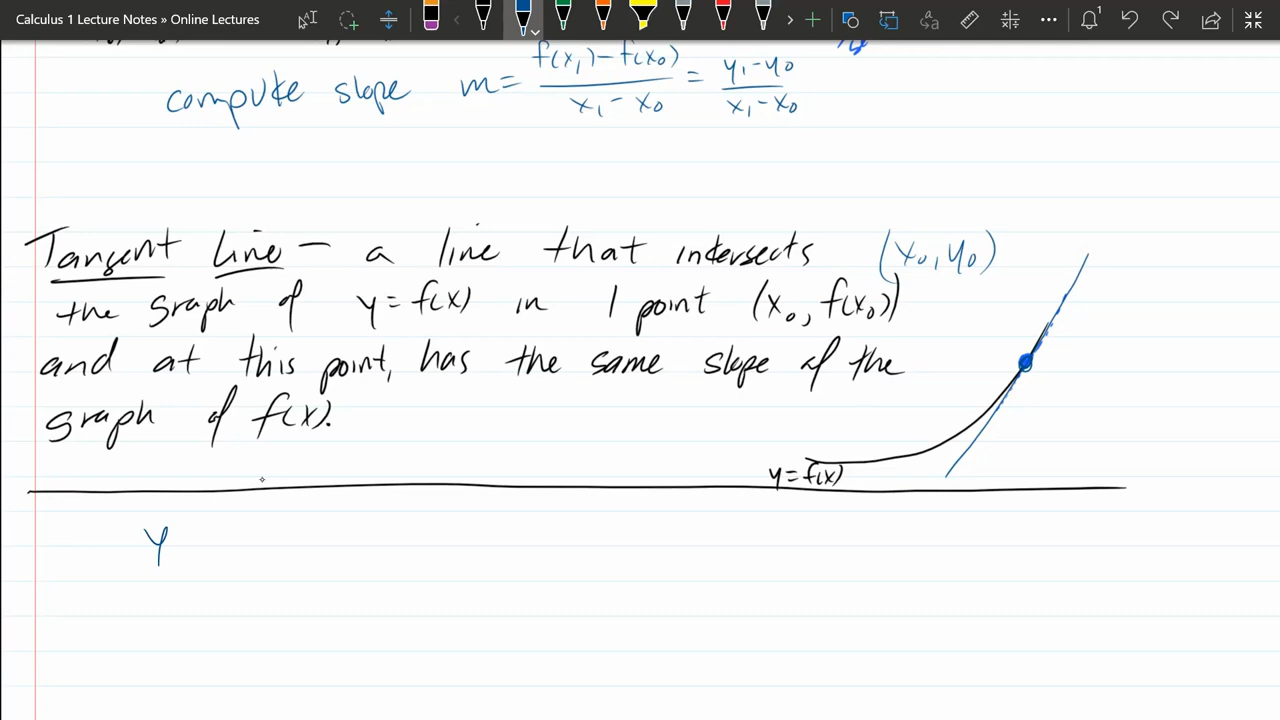 Calculus 1 Lecture Notes » Online Lectures
compute slope m = f(x₁) - f(x₀) / x₁ - x₀ = y₁ - y₀ / x₁ - x₀
Tangent Line - a line that intersects (x₀, y₀)
the graph of y = f(x) in 1 point (x₀, f(x₀))
and at this point, has the same slope of the
graph of f(x).
y = f(x)
y